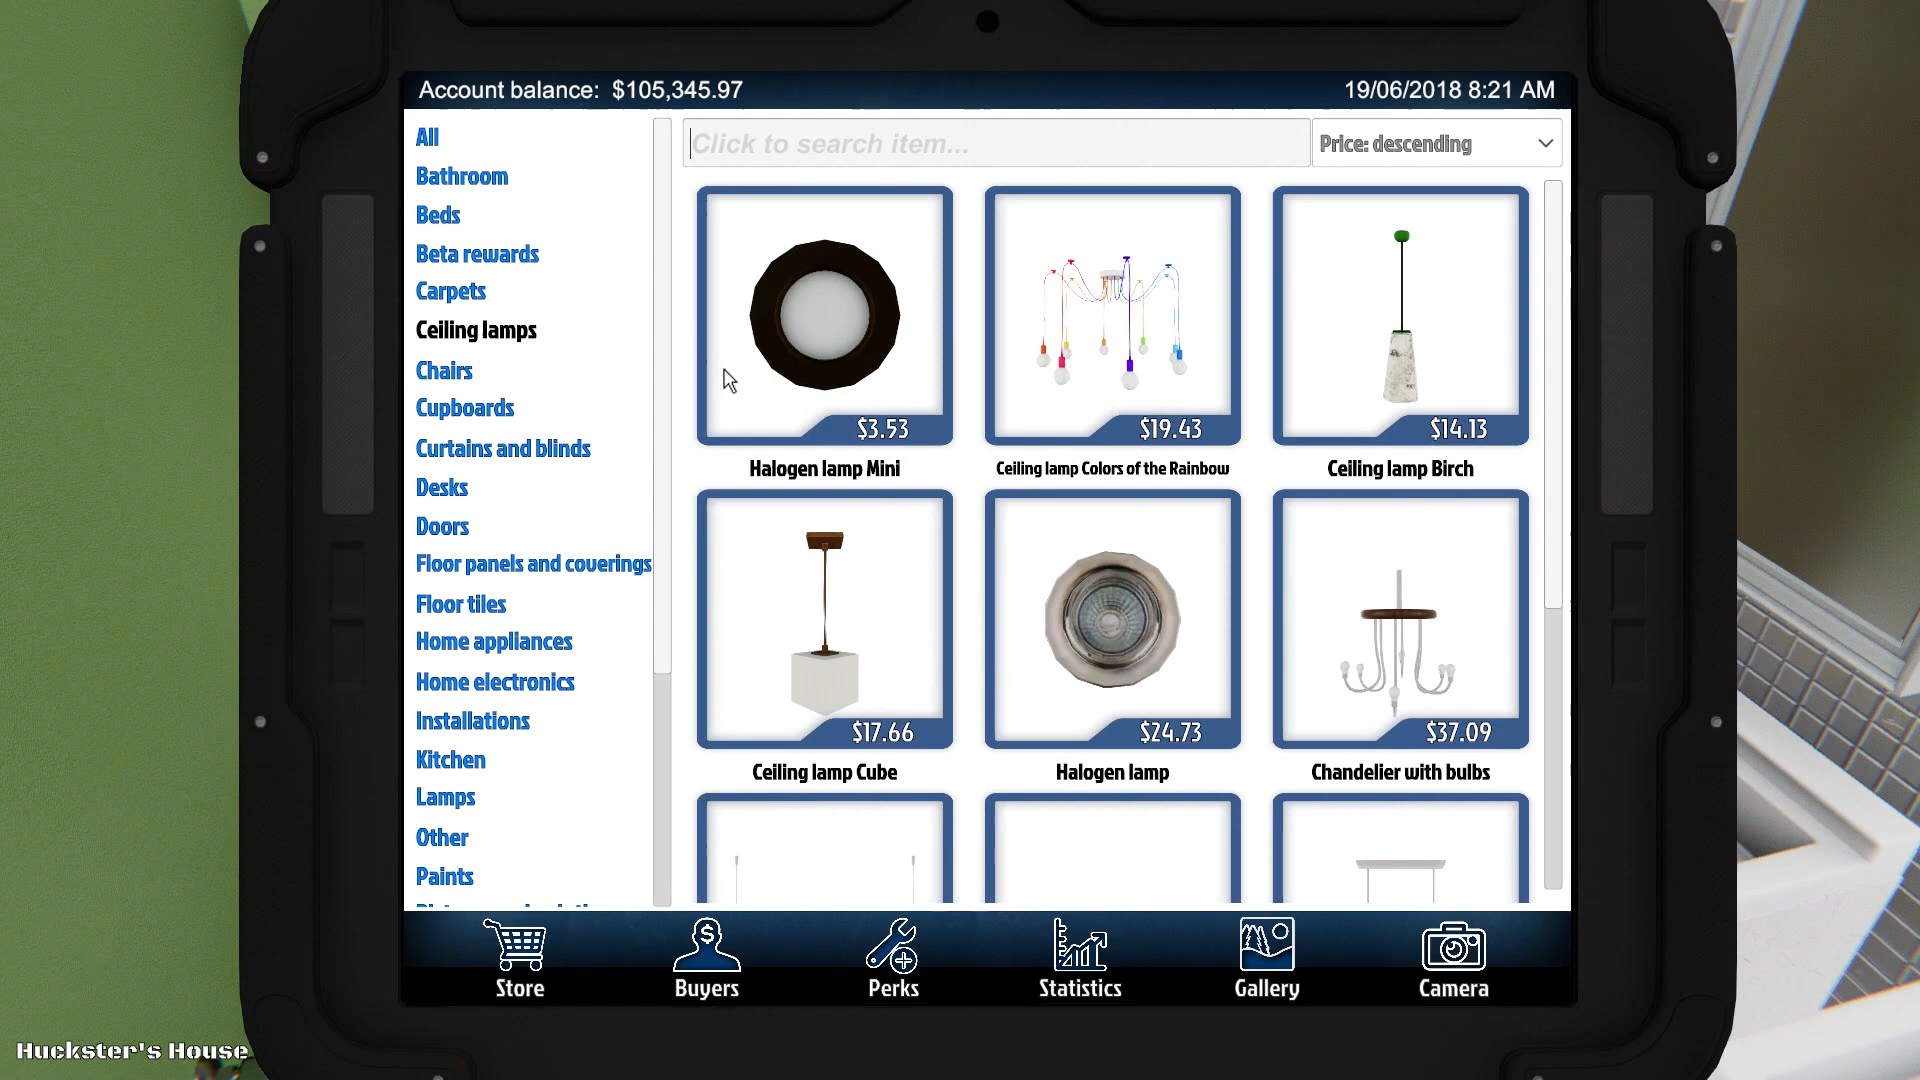 Account balance: $105,345.97
19/06/2018 8:21 AM
All
Bathroom
Beds
Beta rewards
Carpets
Ceiling lamps
Chairs
Cupboards
Curtains and blinds
Desks
Doors
Floor panels and coverings
Floor tiles
Home appliances
Home electronics
Installations
Kitchen
Lamps
Other
Paints
Click to search item...
Price: descending
$3.53
$19.43
$14.13
Halogen lamp Mini
Ceiling lamp Colors of the Rainbow
Ceiling lamp Birch
$17.66
$24.73
$37.09
Ceiling lamp Cube
Halogen lamp
Chandelier with bulbs
Store
Buyers
Perks
Statistics
Gallery
Camera
Huckster's House